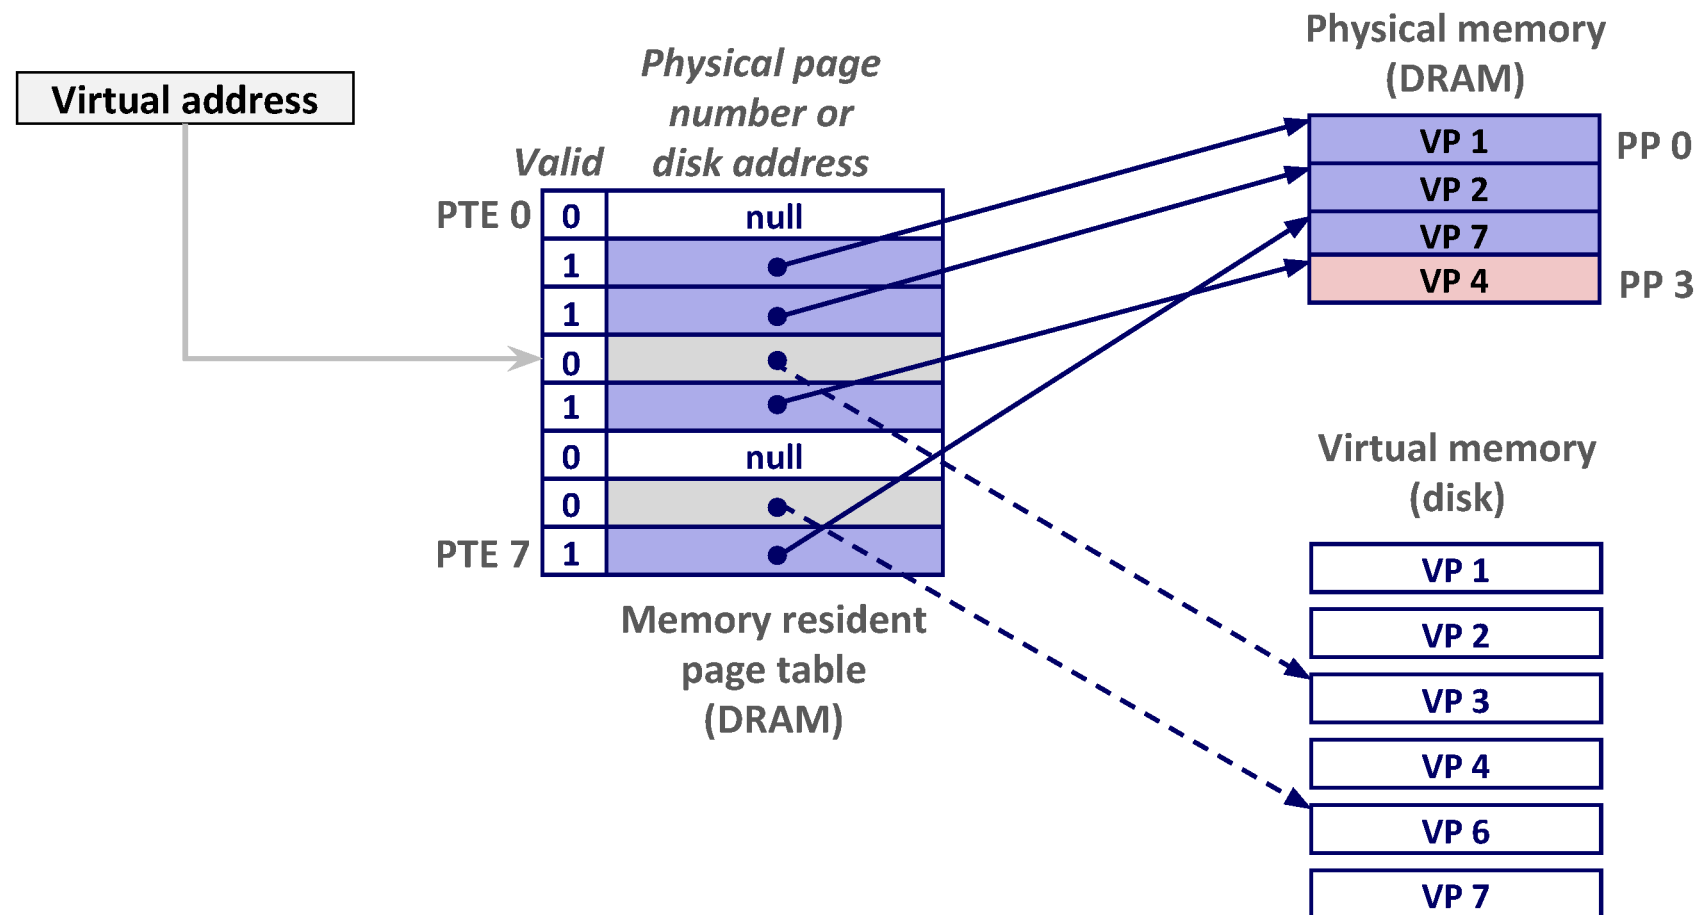 Virtual address
Physical page
number or
disk address
Valid
PTE 0
0
null
1
1
0
1
0
null
0
PTE 7
1
Memory resident
page table
(DRAM)
Physical memory
(DRAM)
VP 1
PP 0
VP 2
VP 7
VP 4
PP 3
Virtual memory
(disk)
VP 1
VP 2
VP 3
VP 4
VP 6
VP 7